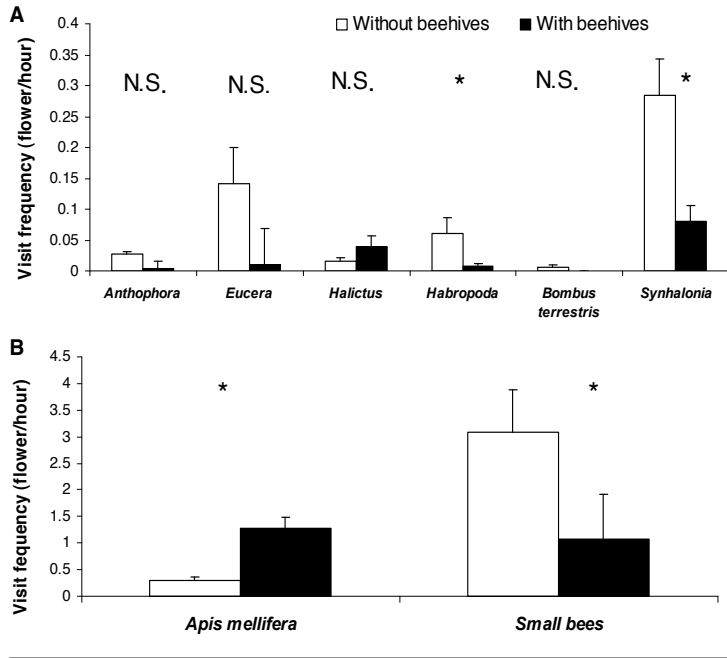 A
Without beehives
With beehives
Visit frequency (flower/hour)
0.4
0.35
0.3
0.25
0.2
0.15
0.1
0.05
0
N.S.
N.S.
N.S.
*
N.S.
*
Anthophora
Eucera
Halictus
Habropoda
Bombus
terrestris
Synhalonia
B
Visit fequency (flower/hour)
4.5
4
3.5
3
2.5
2
1.5
1
0.5
0
*
*
Apis mellifera
Small bees